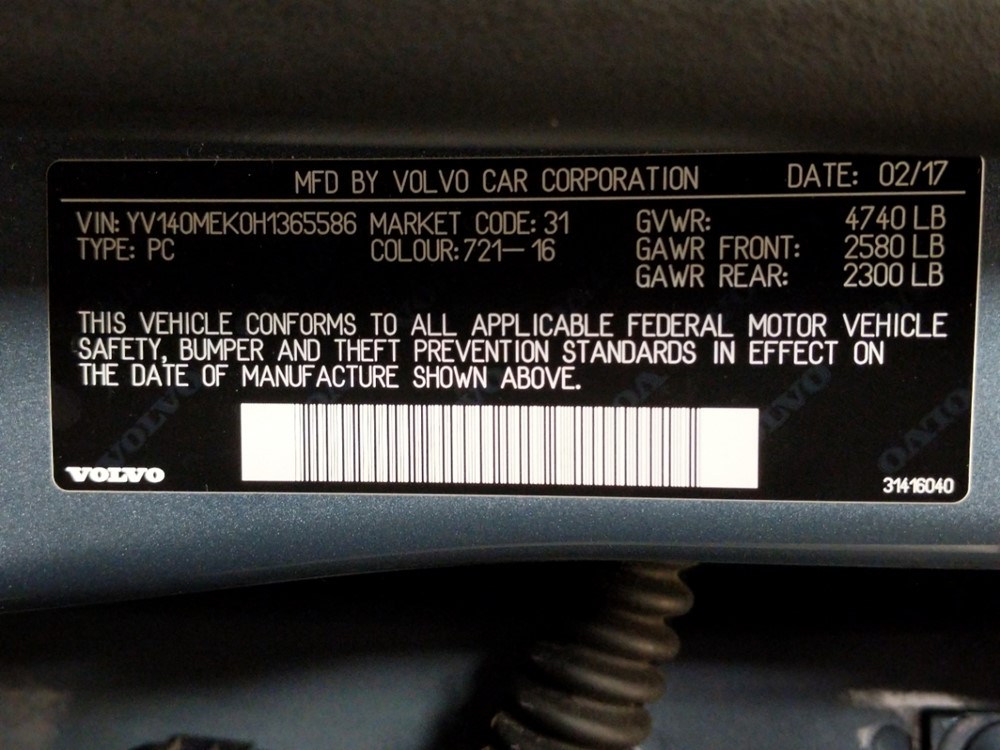 MFD BY VOLVO CAR CORPORATION DATE: 02/17
VIN: YV140MEK0H1365586 MARKET CODE: 31 GVWR: 4740 LB
TYPE: PC COLOUR: 721-16 GAWR FRONT: 2580 LB
GAWR REAR: 2300 LB
THIS VEHICLE CONFORMS TO ALL APPLICABLE FEDERAL MOTOR VEHICLE
SAFETY, BUMPER AND THEFT PREVENTION STANDARDS IN EFFECT ON
THE DATE OF MANUFACTURE SHOWN ABOVE.
VOLVO
31416040